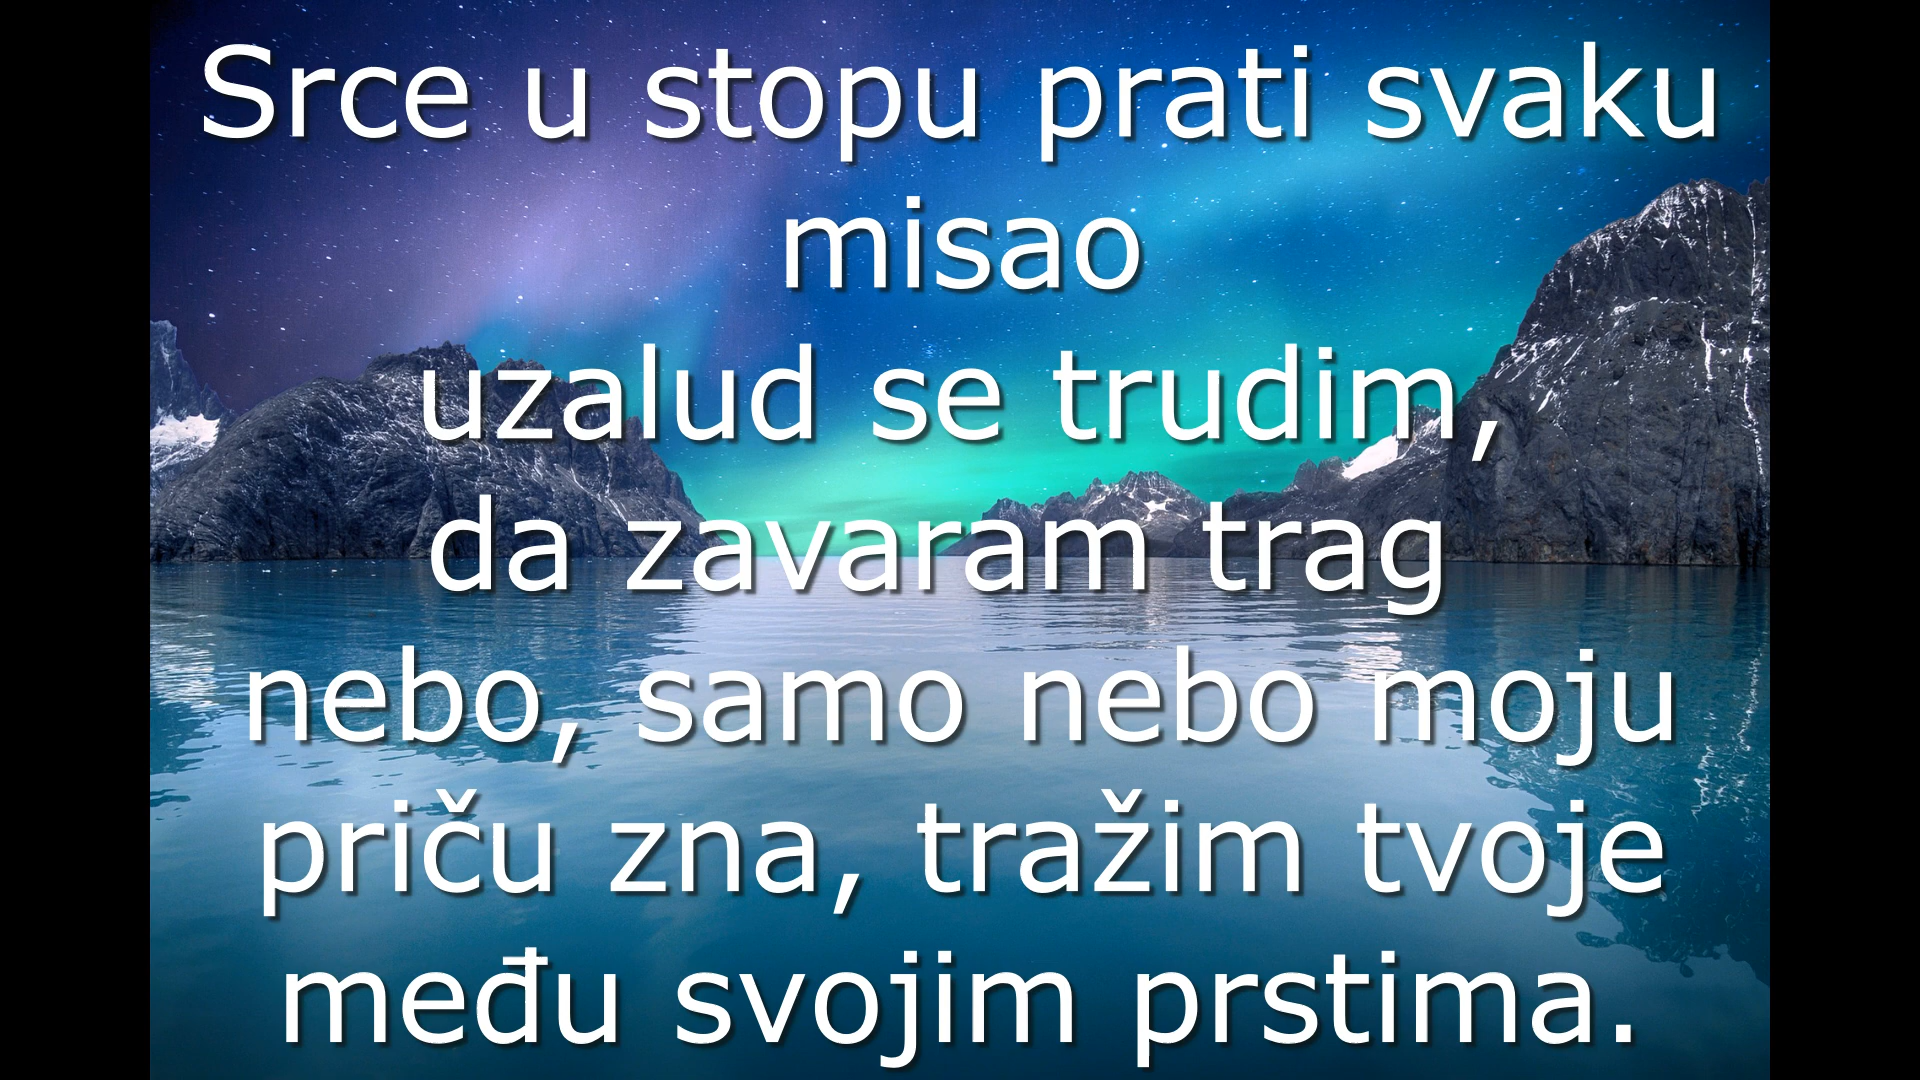 Srce u stopu prati svaku
misao
uzalud se trudim,
da zavaram trag
nebo, samo nebo moju
priču zna, tražim tvoje
među svojim prstima.